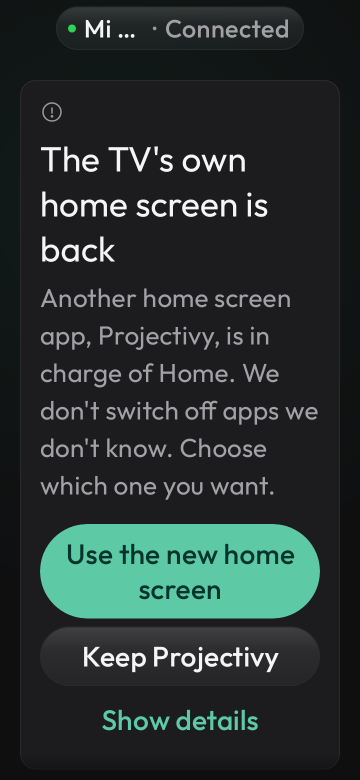 Mi ... · Connected
The TV's own
home screen is
back
Another home screen
app, Projectivy, is in
charge of Home. We
don't switch off apps we
don't know. Choose
which one you want.
Use the new home
screen
Keep Projectivy
Show details